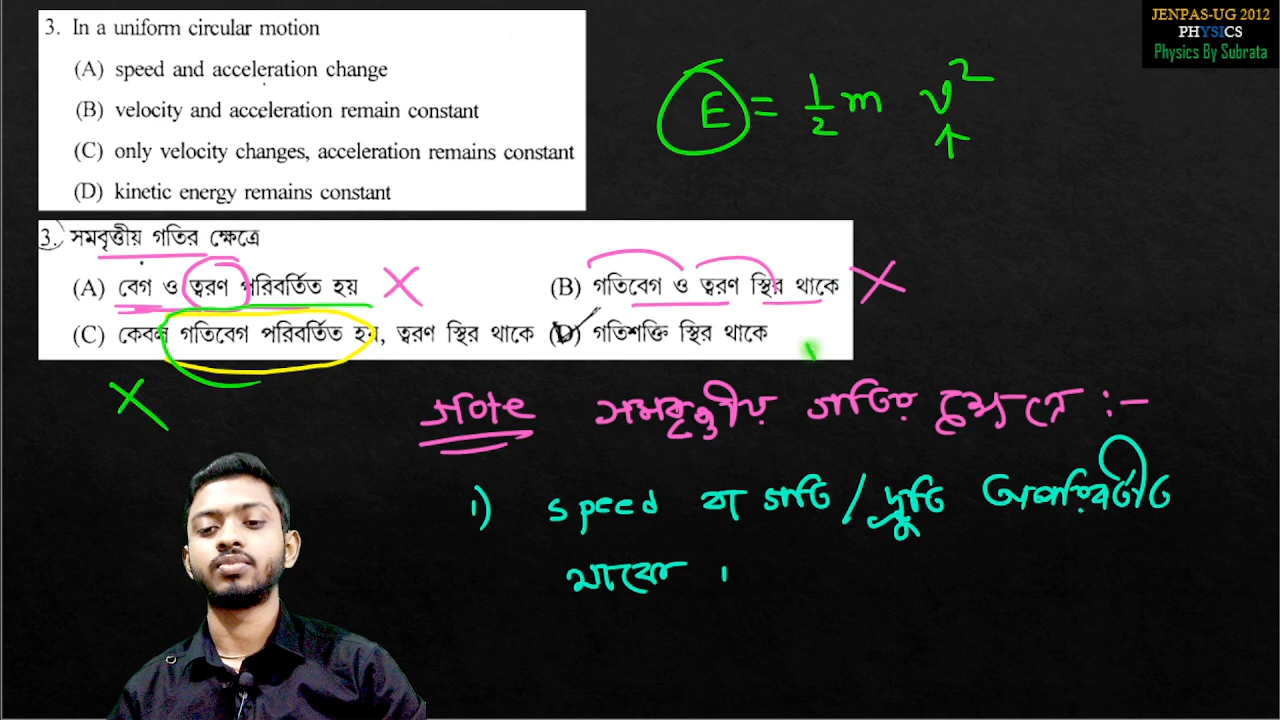 JENPAS-UG 2012
PHYSICS
Physics By Subrata
3. In a uniform circular motion
(A) speed and acceleration change
(B) velocity and acceleration remain constant
(C) only velocity changes, acceleration remains constant
(D) kinetic energy remains constant
E = 1/2 m v²
3. সমবৃত্তীয় গতির ক্ষেত্রে
(A) বেগ ও ত্বরণ পরিবর্তিত হয় (B) গতিবেগ ও ত্বরণ স্থির থাকে
(C) কেবল গতিবেগ পরিবর্তিত হয়, ত্বরণ স্থির থাকে (D) গতিশক্তি স্থির থাকে
Note সমবৃত্তীয় গতির ক্ষেত্রে :-
1) speed বা গতি / দ্রুতি অপরিবর্তীত
থাকে ।